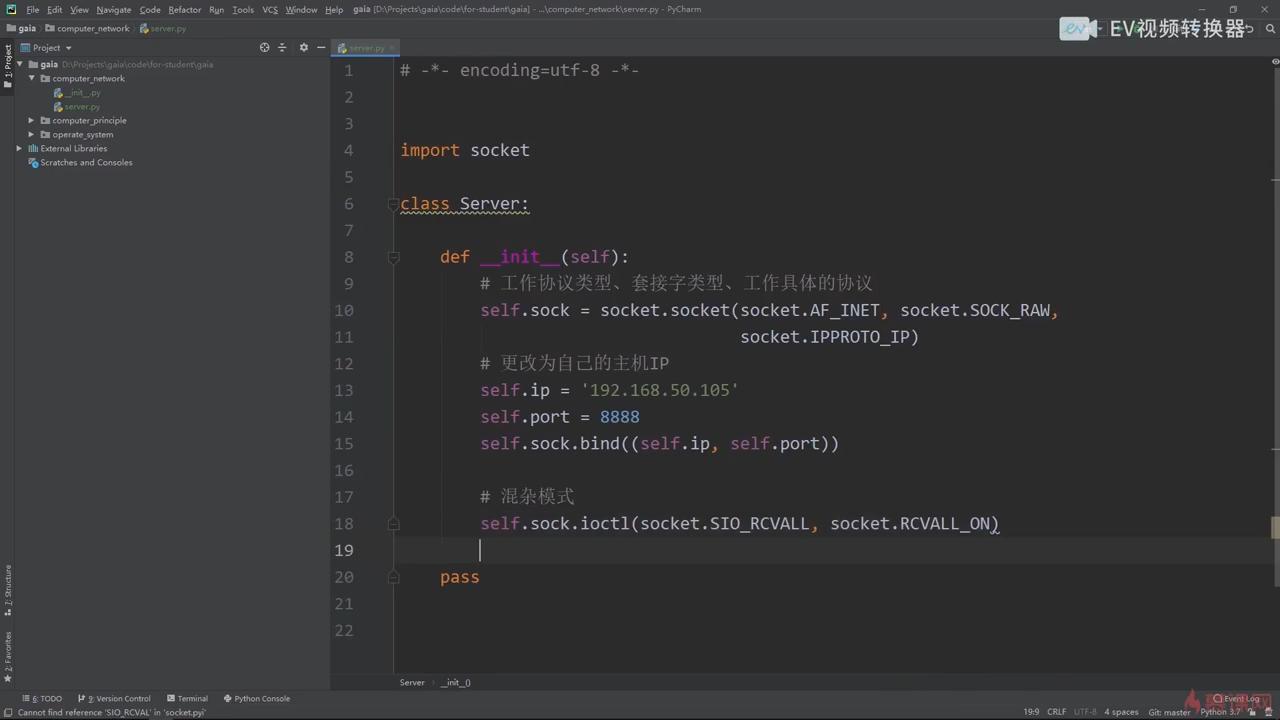 File Edit View Navigate Code Refactor Run Tools VCS Window Help gaia [D:\Projects\gaia\code\for-student\gaia] - ...\computer_network\server.py - PyCharm
gaia computer_network server.py
EV视频转换器
Project
server.py
1: Project
gaia D:\Projects\gaia\code\for-student\gaia
computer_network
__init__.py
server.py
computer_principle
operate_system
External Libraries
Scratches and Consoles
1 # -*- encoding=utf-8 -*-
2
3
4 import socket
5
6 class Server:
7
8     def __init__(self):
9         # 工作协议类型、套接字类型、工作具体的协议
10         self.sock = socket.socket(socket.AF_INET, socket.SOCK_RAW,
11                                   socket.IPPROTO_IP)
12         # 更改为自己的主机IP
13         self.ip = '192.168.50.105'
14         self.port = 8888
15         self.sock.bind((self.ip, self.port))
16
17         # 混杂模式
18         self.sock.ioctl(socket.SIO_RCVALL, socket.RCVALL_ON)
19
20     pass
21
22
7: Structure
2: Favorites
Server __init__()
6: TODO 9: Version Control Terminal Python Console Event Log
Cannot find reference 'SIO_RCVAL' in 'socket.pyi' 19:9 CRLF UTF-8 4 spaces Git: master Python 3.7